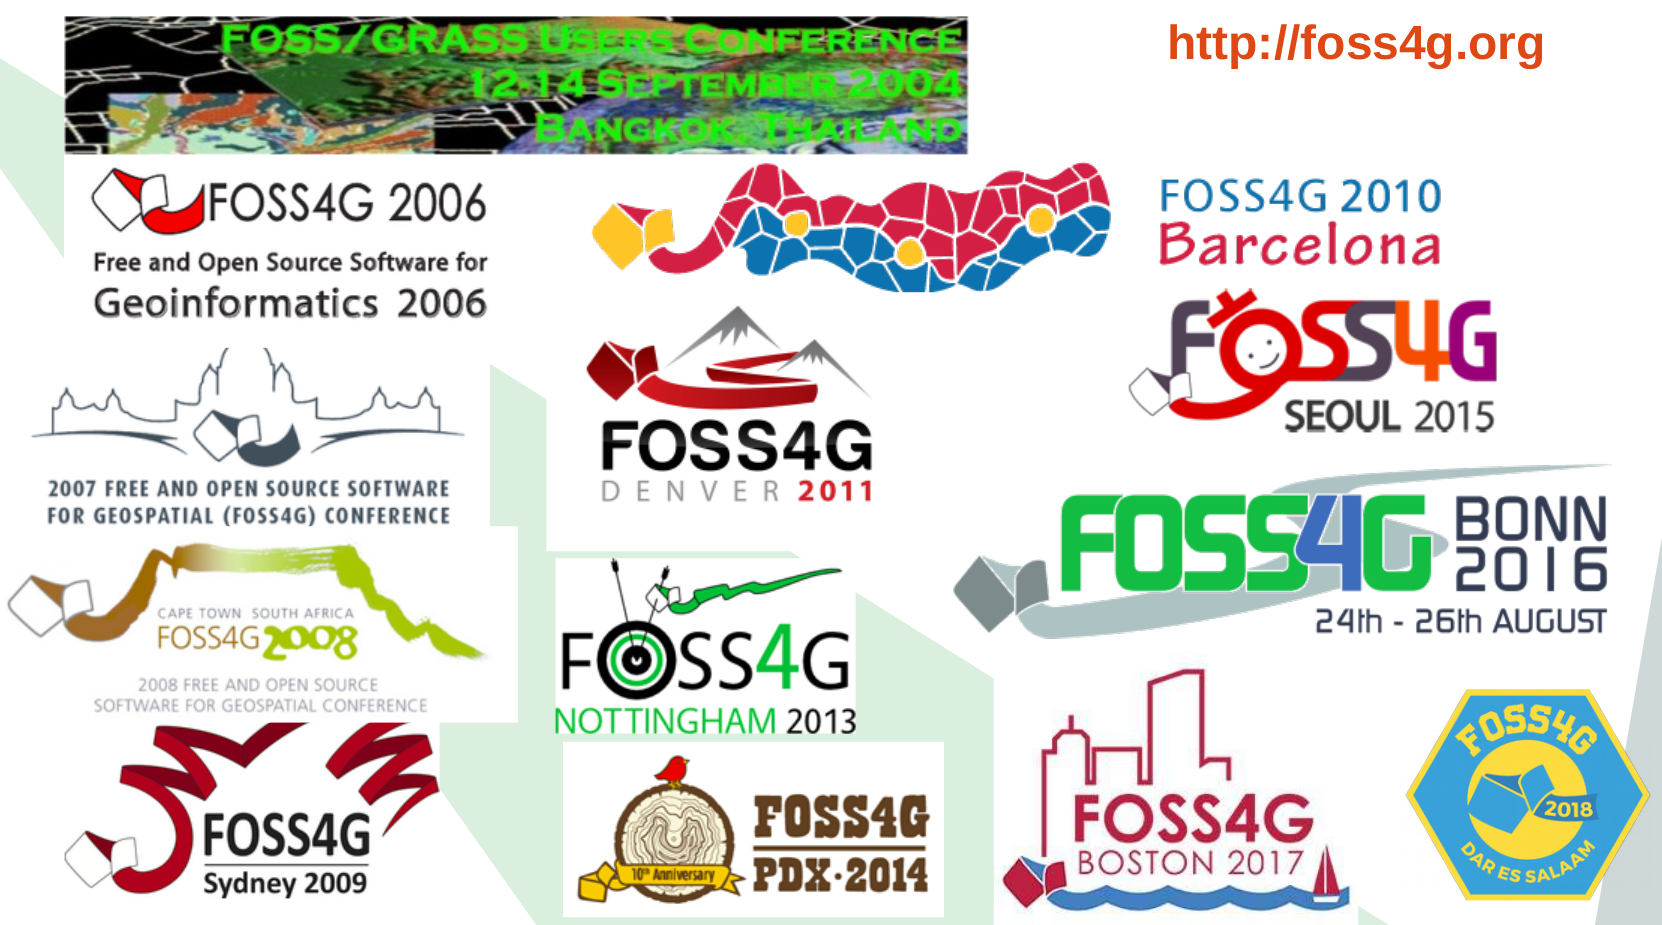 FOSS/GRASS USERS CONFERENCE
12-14 SEPTEMBER 2004
BANGKOK, THAILAND
http://foss4g.org
FOSS4G 2006
Free and Open Source Software for
Geoinformatics 2006
FOSS4G 2010
Barcelona
2007 FREE AND OPEN SOURCE SOFTWARE
FOR GEOSPATIAL (FOSS4G) CONFERENCE
FOSS4G
DENVER 2011
FOSS4G
SEOUL 2015
CAPE TOWN SOUTH AFRICA
FOSS4G2008
2008 FREE AND OPEN SOURCE
SOFTWARE FOR GEOSPATIAL CONFERENCE
FOSS4G
NOTTINGHAM 2013
FOSS4G BONN
2016
24th - 26th AUGUST
FOSS4G
Sydney 2009
FOSS4G
PDX·2014
10th Anniversary
FOSS4G
BOSTON 2017
FOSS4G
2018
DAR ES SALAAM